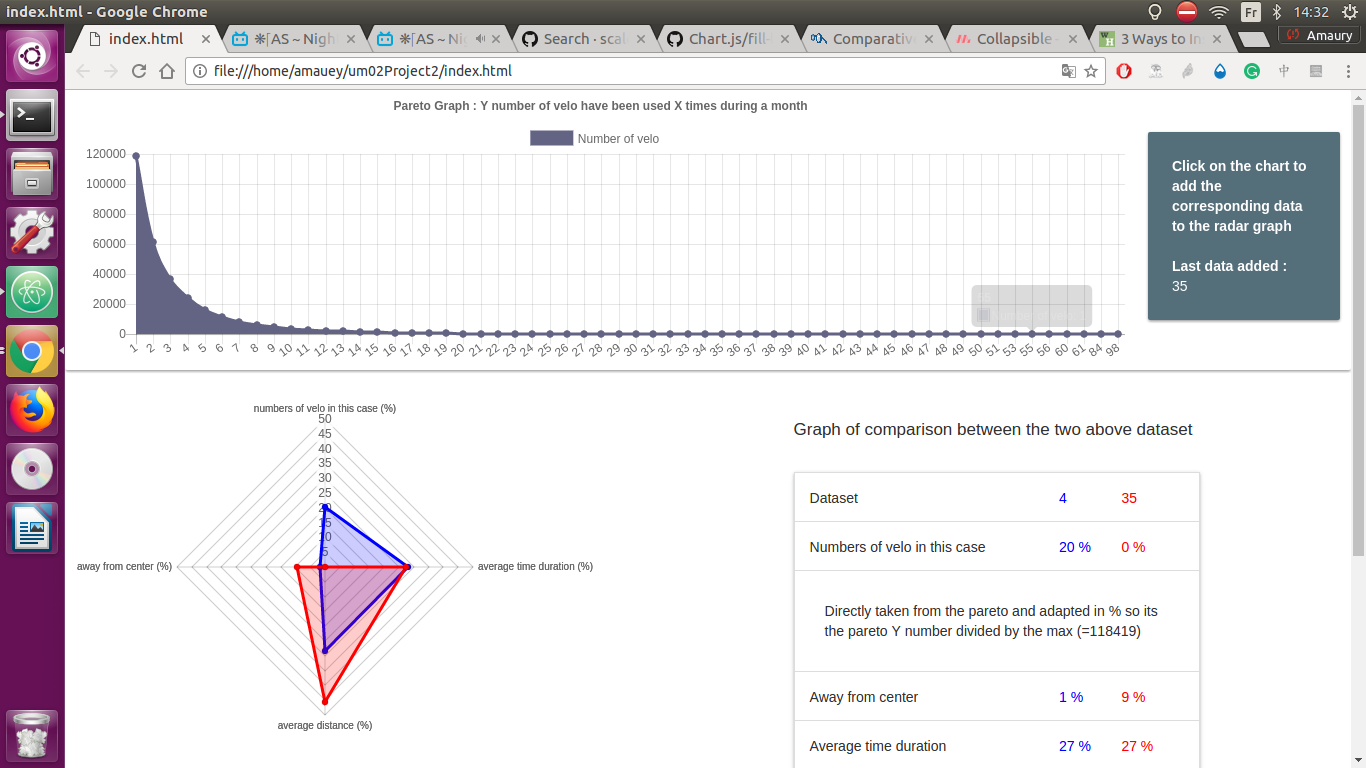 index.html - Google Chrome
Fr
14:32
index.html
❋⌈AS ~ Nigh
❋⌈AS ~ Ni
Search · scal
Chart.js/fill-
Comparativ
Collapsible
3 Ways to In
Amaury
file:///home/amauey/um02Project2/index.html
Pareto Graph : Y number of velo have been used X times during a month
Number of velo
120000
100000
80000
60000
40000
20000
0
1 2 3 4 5 6 7 8 9 10 11 12 13 14 15 16 17 18 19 20 21 22 23 24 25 26 27 28 29 30 31 32 33 34 35 36 37 38 39 40 41 42 43 44 45 46 47 48 49 50 51 53 55 56 60 61 84 98
Click on the chart to
add the
corresponding data
to the radar graph
Last data added :
35
numbers of velo in this case (%)
50
45
40
35
30
25
20
15
10
5
away from center (%)
average time duration (%)
average distance (%)
Graph of comparison between the two above dataset
Dataset 4 35
Numbers of velo in this case 20 % 0 %
Directly taken from the pareto and adapted in % so its
the pareto Y number divided by the max (=118419)
Away from center 1 % 9 %
Average time duration 27 % 27 %